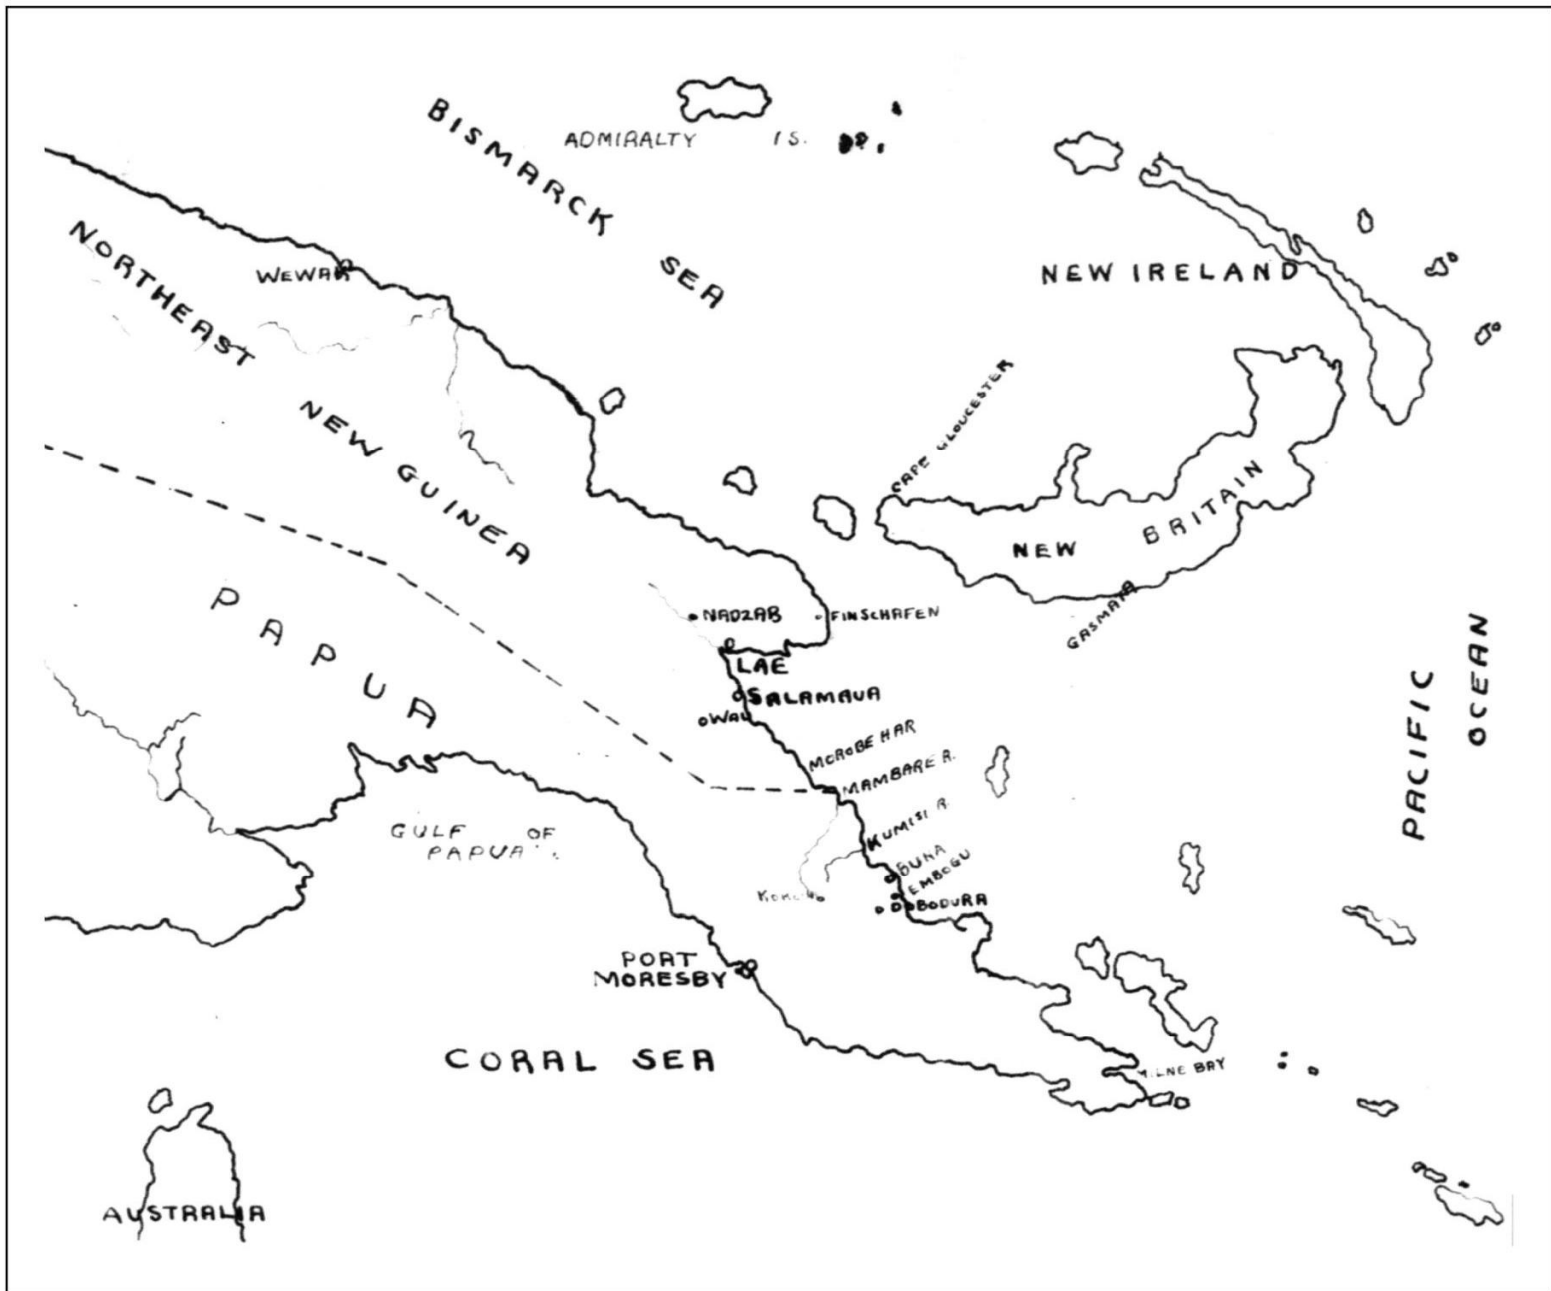 BISMARCK SEA
ADMIRALTY IS.
NEW IRELAND
WEWAK
NORTHEAST NEW GUINEA
CAPE GLOUCESTER
NEW BRITAIN
GASMATA
PAPUA
NADZAB
FINSCHAFEN
LAE
SALAMAUA
WAU
MOROBE HAR
MAMBARE R.
KUMISI R.
BUNA
EMBOGU
DOBODURA
GULF OF
PAPUA
PORT
MORESBY
PACIFIC
OCEAN
CORAL SEA
MILNE BAY
AUSTRALIA